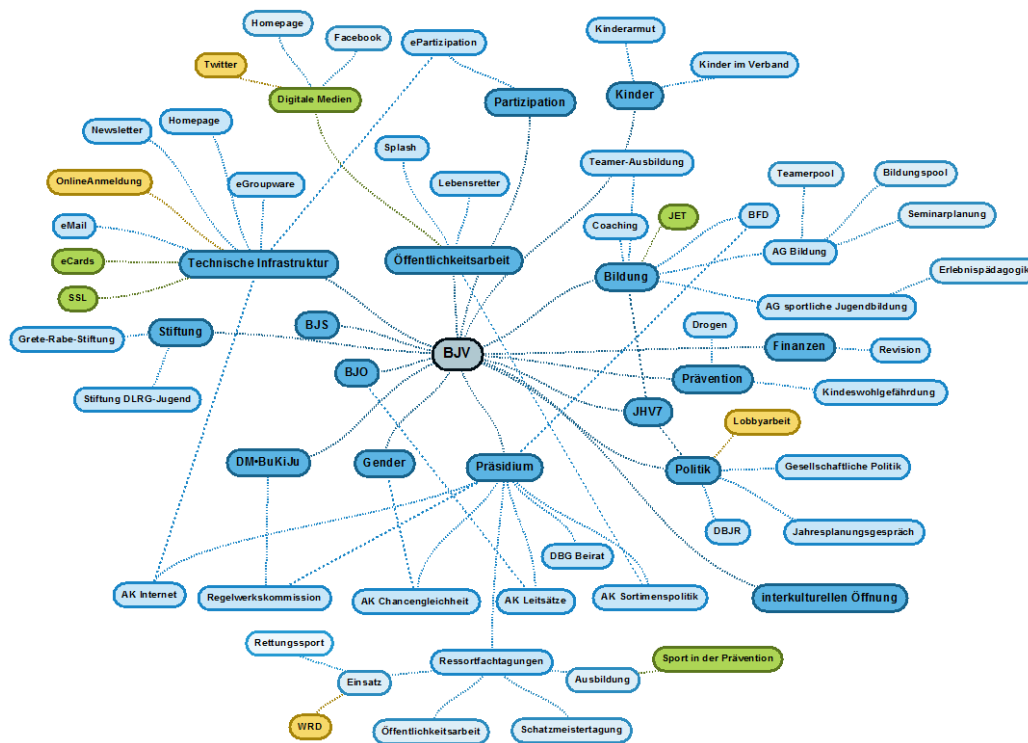 Homepage
Facebook
ePartizipation
Kinderarmut
Twitter
Kinder im Verband
Digitale Medien
Partizipation
Kinder
Newsletter
Homepage
Splash
Teamer-Ausbildung
Teamerpool
Bildungspool
OnlineAnmeldung
eGroupware
Lebensretter
JET
BFD
Seminarplanung
eMail
Coaching
AG Bildung
eCards
Technische Infrastruktur
Öffentlichkeitsarbeit
Bildung
Erlebnispädagogik
SSL
AG sportliche Jugendbildung
Stiftung
BJS
Drogen
Grete-Rabe-Stiftung
BJV
Finanzen
Revision
BJO
Prävention
Stiftung DLRG-Jugend
Kindeswohlgefährdung
JHV7
Lobbyarbeit
DM•BuKiJu
Gender
Präsidium
Politik
Gesellschaftliche Politik
DBJR
Jahresplanungsgespräch
DBG Beirat
AK Internet
Regelwerkskommission
AK Chancengleichheit
AK Leitsätze
AK Sortimenspolitik
interkulturellen Öffnung
Rettungssport
Ressortfachtagungen
Sport in der Prävention
Einsatz
Ausbildung
WRD
Öffentlichkeitsarbeit
Schatzmeistertagung